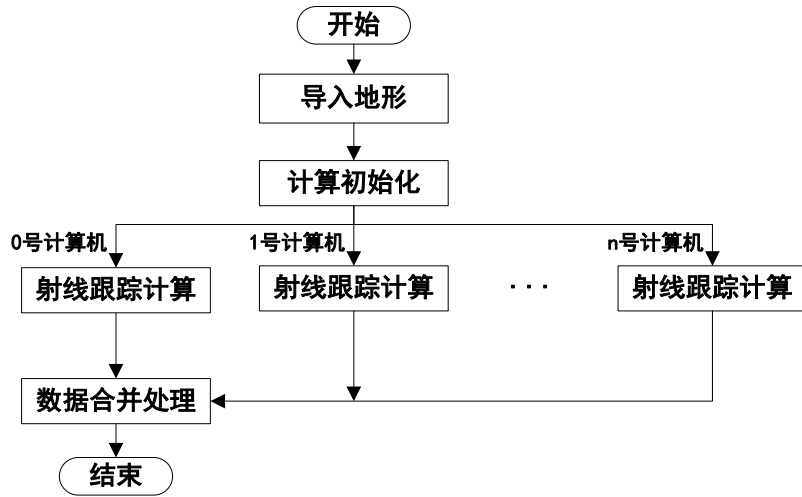 开始
导入地形
计算初始化
0号计算机
1号计算机
n号计算机
射线跟踪计算
射线跟踪计算
···
射线跟踪计算
数据合并处理
结束